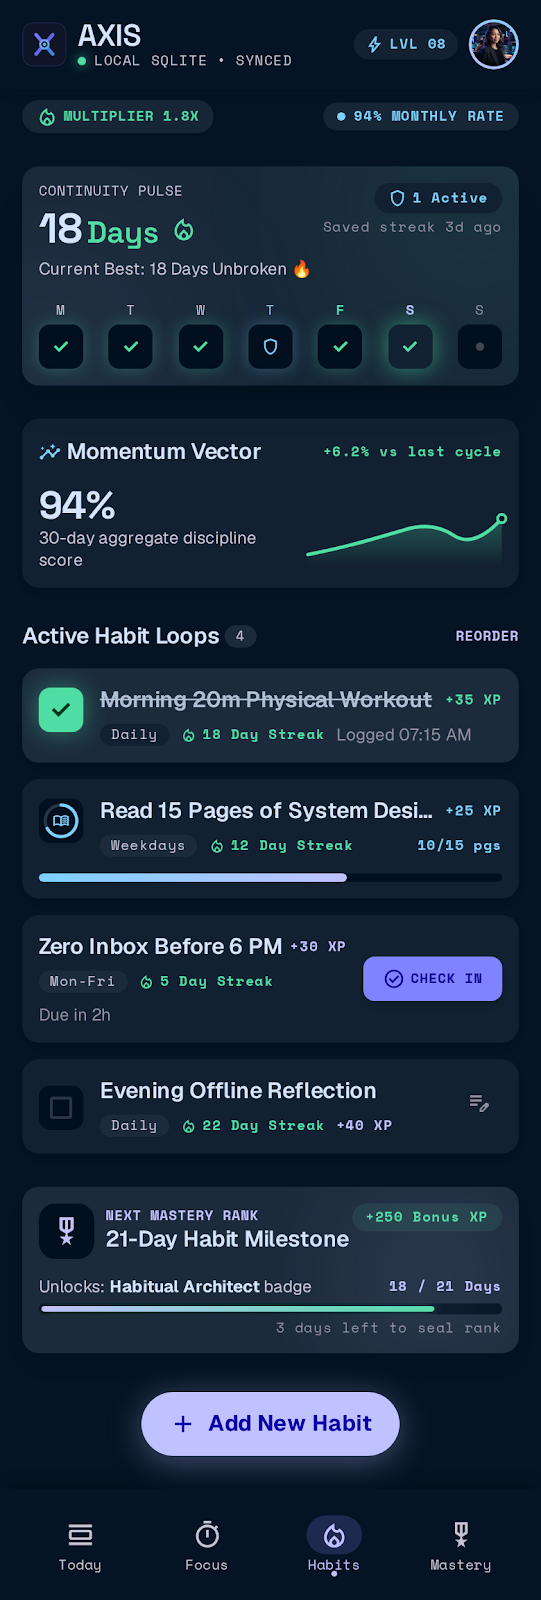 AXIS
LOCAL SQLITE • SYNCED
LVL 08
MULTIPLIER 1.8X
94% MONTHLY RATE
CONTINUITY PULSE
1 Active
18 Days
Saved streak 3d ago
Current Best: 18 Days Unbroken 🔥
M T W T F S S
Momentum Vector
+6.2% vs last cycle
94%
30-day aggregate discipline
score
Active Habit Loops 4
REORDER
Morning 20m Physical Workout +35 XP
Daily 18 Day Streak Logged 07:15 AM
Read 15 Pages of System Desi... +25 XP
Weekdays 12 Day Streak 10/15 pgs
Zero Inbox Before 6 PM +30 XP
Mon-Fri 5 Day Streak
CHECK IN
Due in 2h
Evening Offline Reflection
Daily 22 Day Streak +40 XP
NEXT MASTERY RANK
+250 Bonus XP
21-Day Habit Milestone
Unlocks: Habitual Architect badge
18 / 21 Days
3 days left to seal rank
+ Add New Habit
Today Focus Habits Mastery